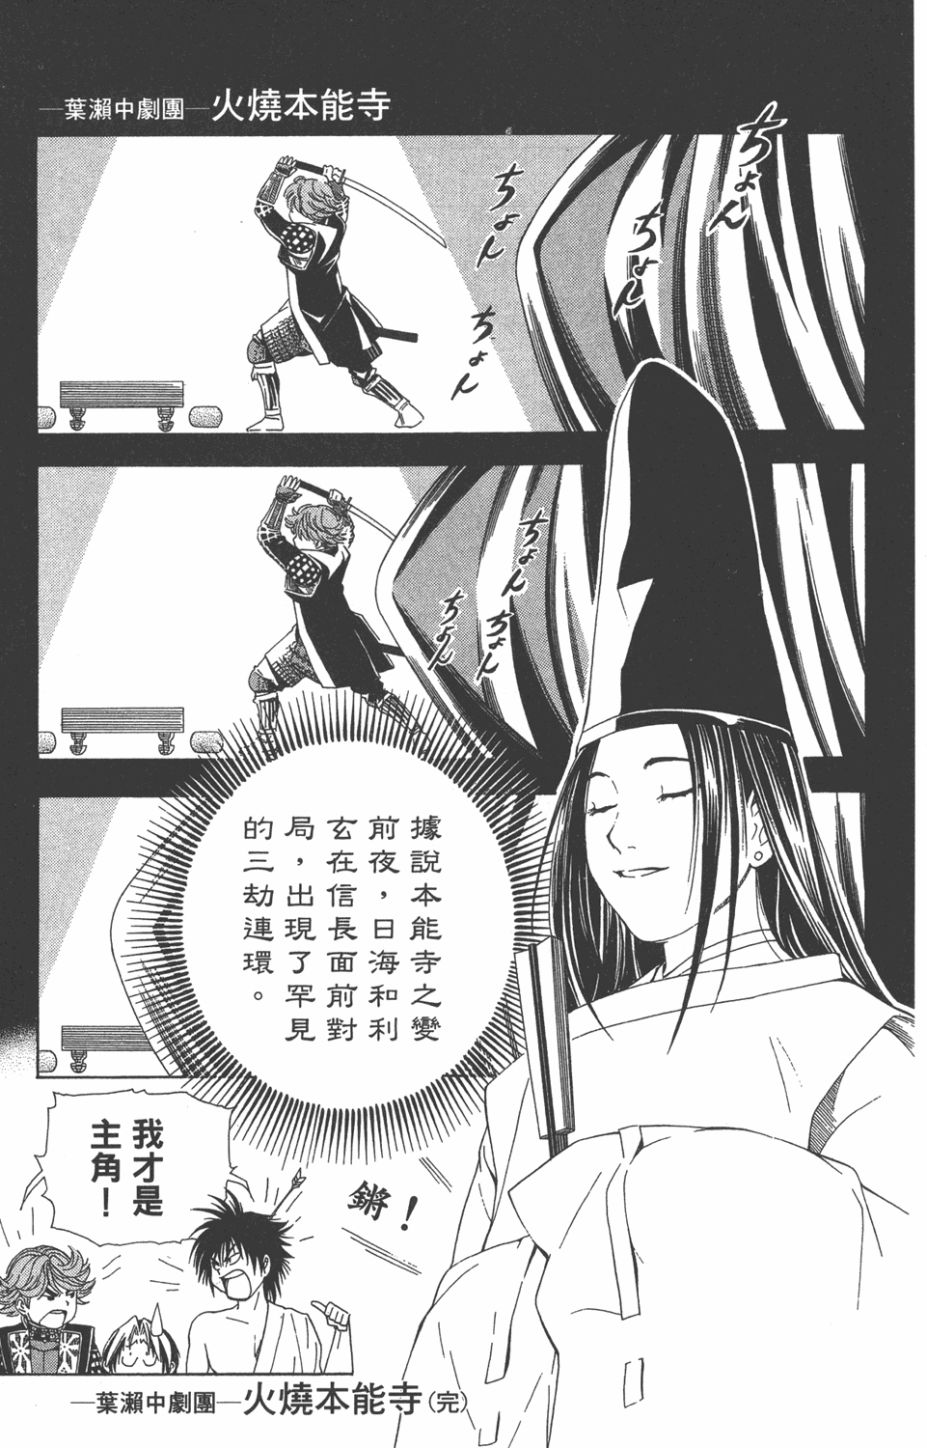 —葉瀨中劇團—火燒本能寺
ちょん
ちょん
ちょん
ちょん
ちょん
ちょん
ちょん
據說本能寺之變
前夜，日海和利
玄在信長面前對
局，出現了罕見
的三劫連環。
鏘！
我才是
主角！
—葉瀨中劇團—火燒本能寺(完)